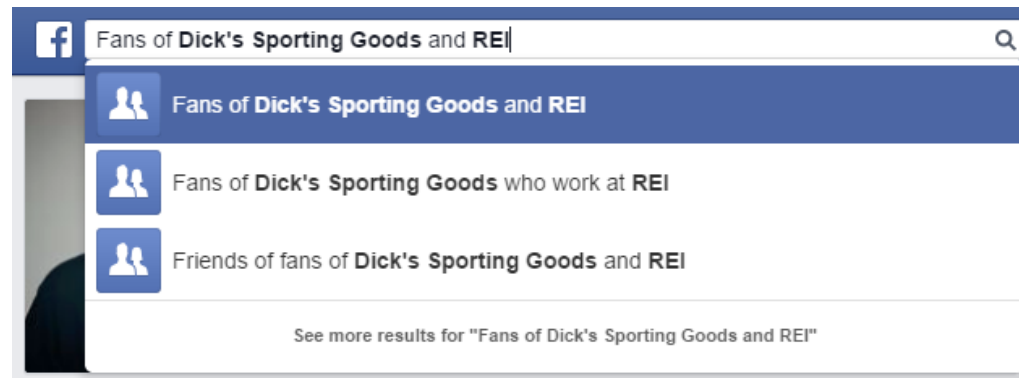 f
Fans of Dick's Sporting Goods and REI
Fans of Dick's Sporting Goods and REI
Fans of Dick's Sporting Goods who work at REI
Friends of fans of Dick's Sporting Goods and REI
See more results for "Fans of Dick's Sporting Goods and REI"